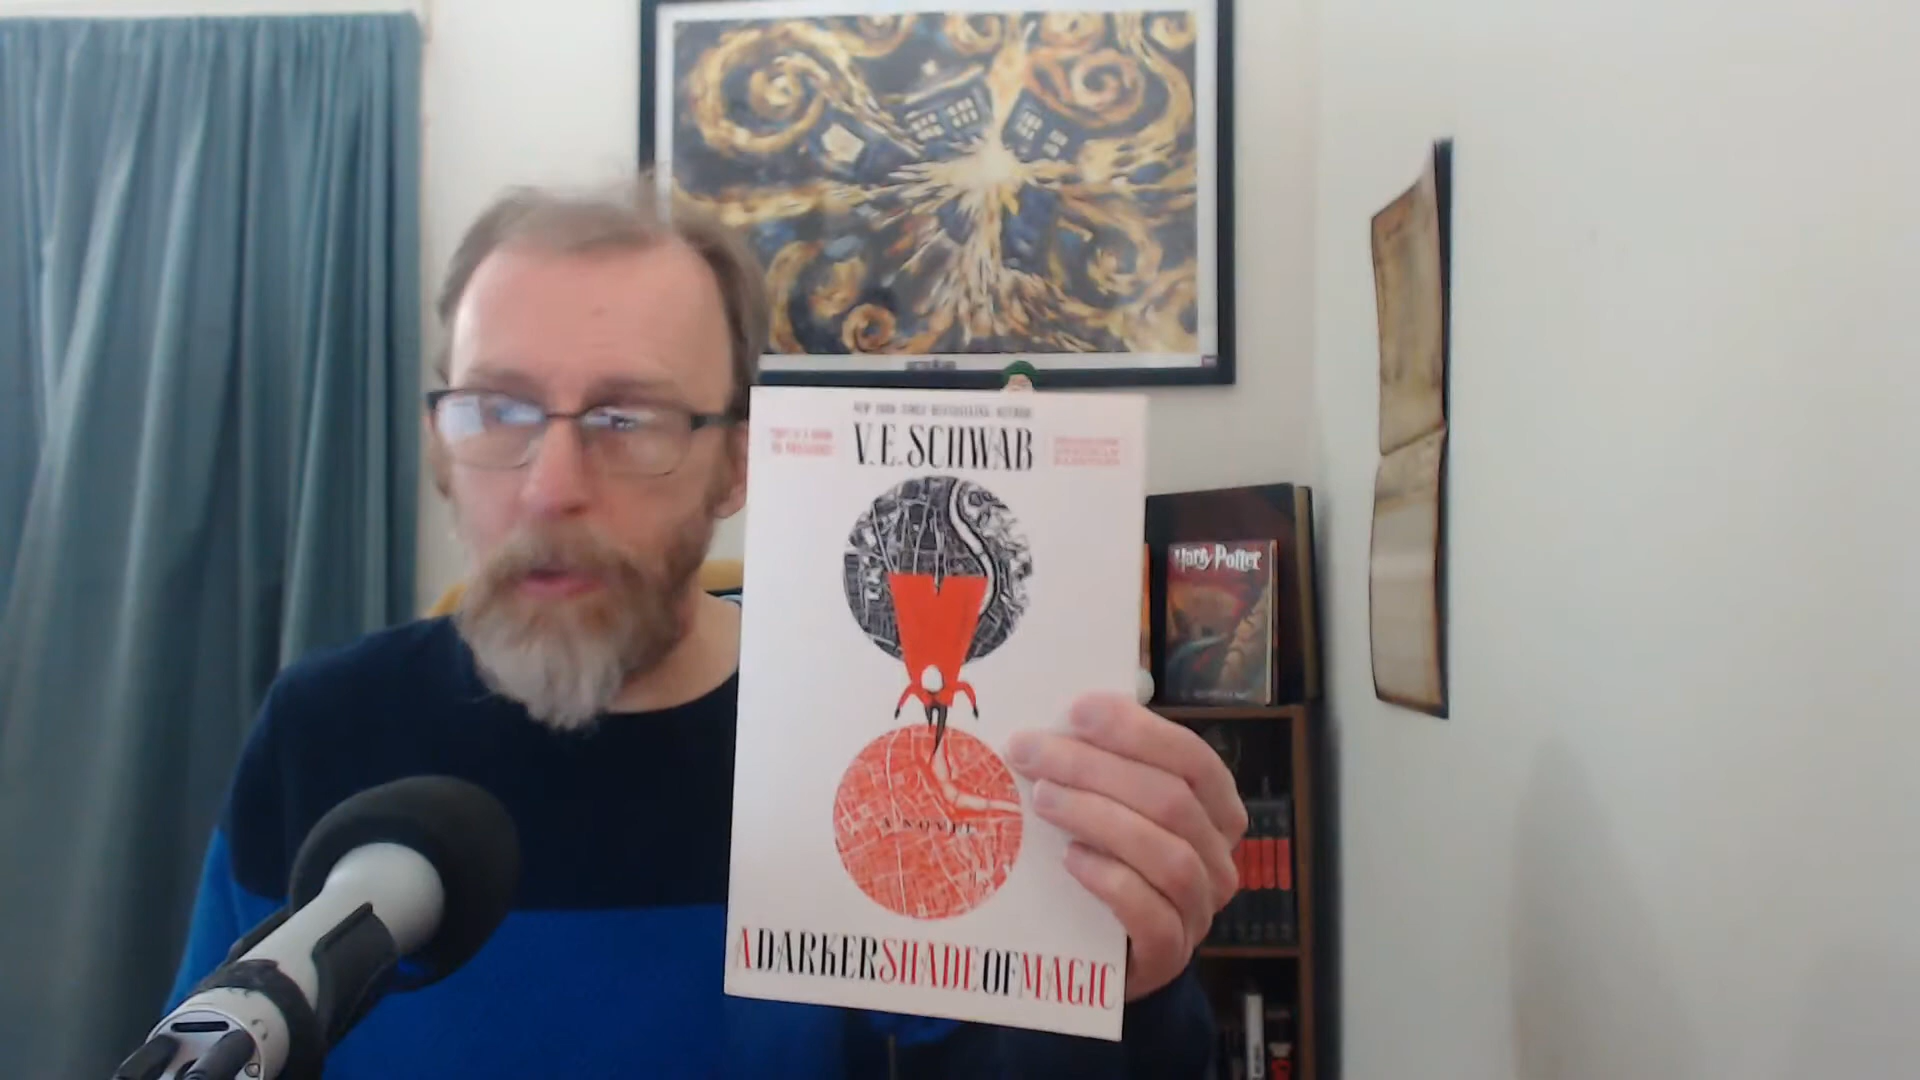 NEW YORK TIMES BESTSELLING AUTHOR
V. E. SCHWAB
A NOVEL
A DARKER SHADE OF MAGIC
Harry Potter